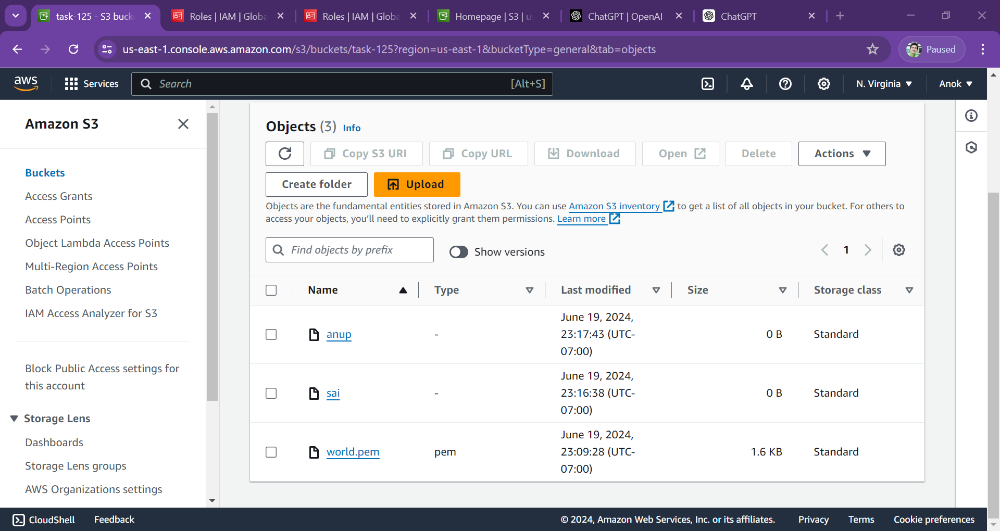 task-125 - S3 buck
Roles | IAM | Globa
Roles | IAM | Globa
Homepage | S3 | u
ChatGPT | OpenAI
ChatGPT
us-east-1.console.aws.amazon.com/s3/buckets/task-125?region=us-east-1&bucketType=general&tab=objects
Paused
aws
Services
Search
[Alt+S]
N. Virginia
Anok
Amazon S3
Buckets
Access Grants
Access Points
Object Lambda Access Points
Multi-Region Access Points
Batch Operations
IAM Access Analyzer for S3
Block Public Access settings for
this account
Storage Lens
Dashboards
Storage Lens groups
AWS Organizations settings
Objects (3) Info
Copy S3 URI
Copy URL
Download
Open
Delete
Actions
Create folder
Upload
Objects are the fundamental entities stored in Amazon S3. You can use Amazon S3 inventory to get a list of all objects in your bucket. For others to
access your objects, you’ll need to explicitly grant them permissions. Learn more
Find objects by prefix
Show versions
1
Name Type Last modified Size Storage class
June 19, 2024,
anup - 23:17:43 (UTC- 0 B Standard
07:00)
June 19, 2024,
sai - 23:16:38 (UTC- 0 B Standard
07:00)
June 19, 2024,
world.pem pem 23:09:28 (UTC- 1.6 KB Standard
07:00)
CloudShell
Feedback
© 2024, Amazon Web Services, Inc. or its affiliates.
Privacy
Terms
Cookie preferences